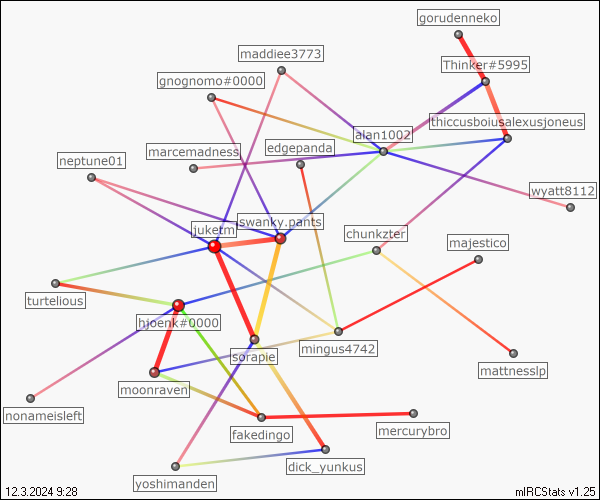 gorudenneko
maddiee3773
Thinker#5995
gnognomo#0000
thiccusboiusalexusjoneus
alan1002
edgepanda
marcemadness
neptune01
wyatt8112
swanky.pants
juketm
chunkzter
majestico
turtelious
hjoenk#0000
mingus4742
sorapie
mattnesslp
moonraven
nonameisleft
fakedingo
mercurybro
dick_yunkus
yoshimanden
12.3.2024 9:28
mIRCStats v1.25